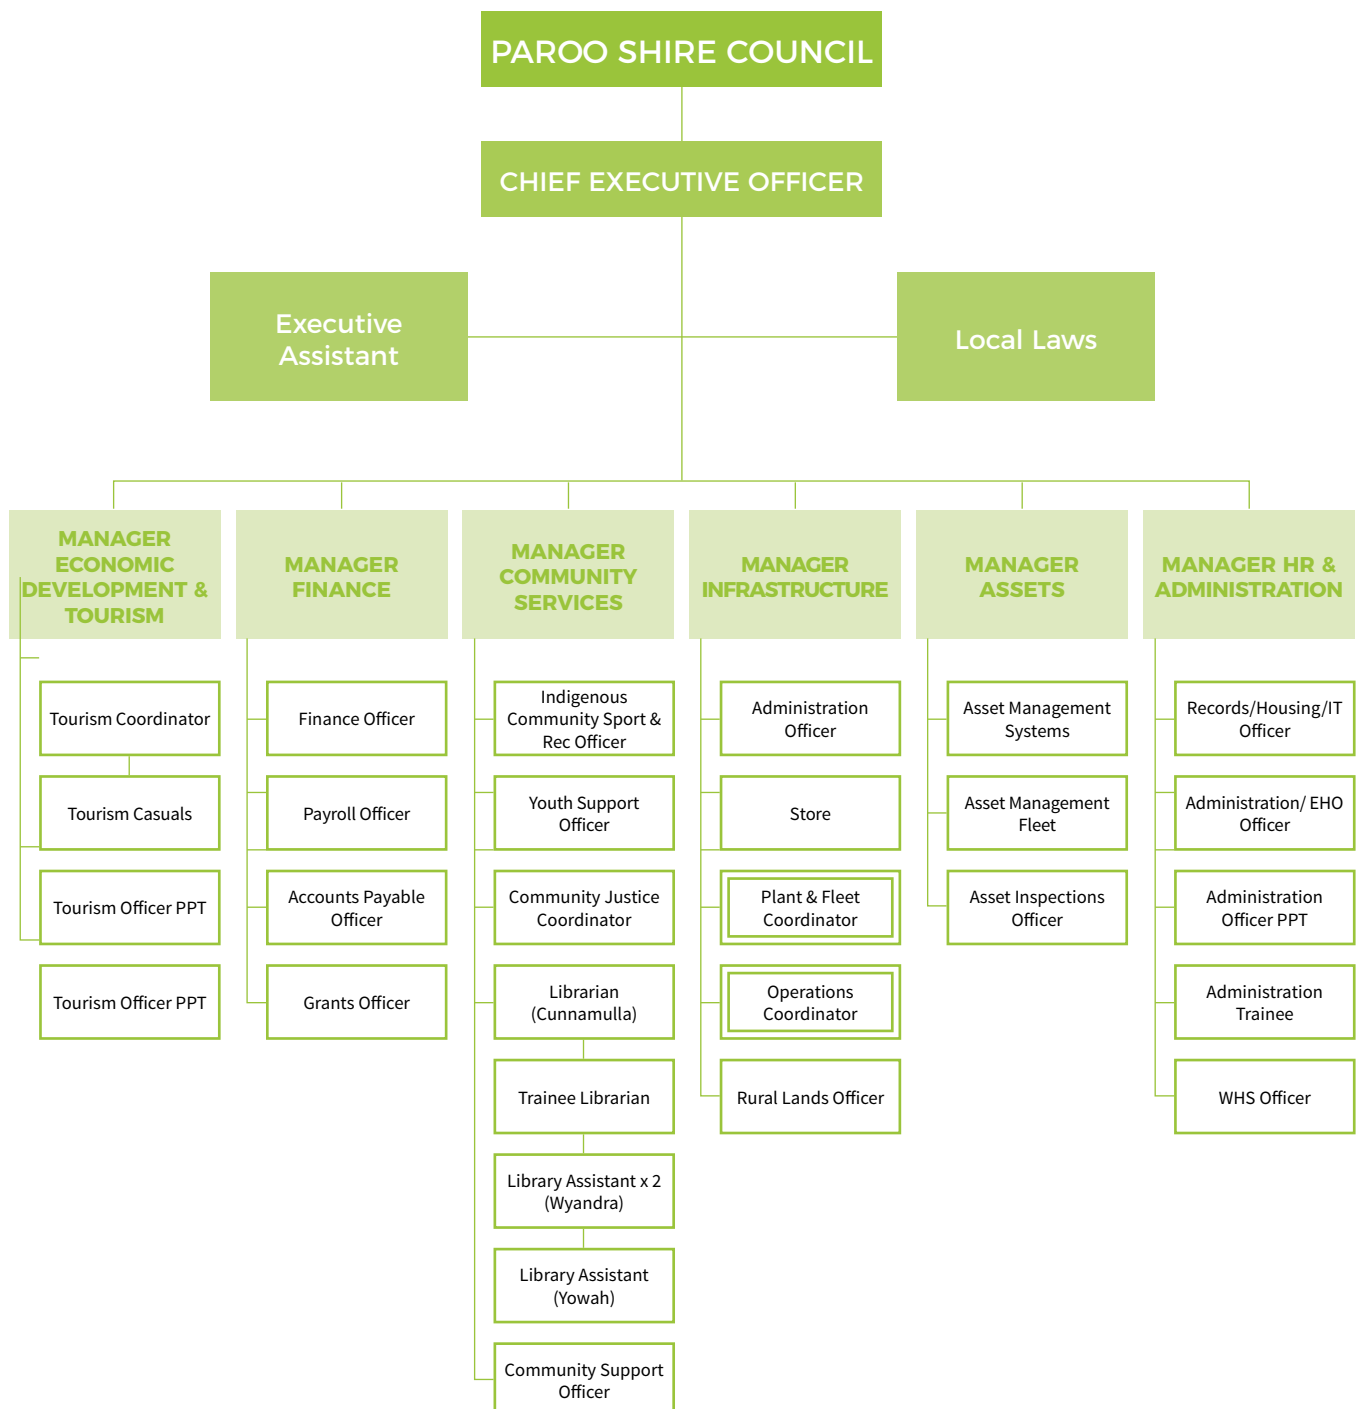 PAROO SHIRE COUNCIL
CHIEF EXECUTIVE OFFICER
Executive
Assistant
Local Laws
MANAGER
ECONOMIC
DEVELOPMENT &
TOURISM
Tourism Coordinator
Tourism Casuals
Tourism Officer PPT
Tourism Officer PPT
MANAGER
FINANCE
Finance Officer
Payroll Officer
Accounts Payable
Officer
Grants Officer
MANAGER
COMMUNITY
SERVICES
Indigenous
Community Sport &
Rec Officer
Youth Support
Officer
Community Justice
Coordinator
Librarian
(Cunnamulla)
Trainee Librarian
Library Assistant x 2
(Wyandra)
Library Assistant
(Yowah)
Community Support
Officer
MANAGER
INFRASTRUCTURE
Administration
Officer
Store
Plant & Fleet
Coordinator
Operations
Coordinator
Rural Lands Officer
MANAGER
ASSETS
Asset Management
Systems
Asset Management
Fleet
Asset Inspections
Officer
MANAGER HR &
ADMINISTRATION
Records/Housing/IT
Officer
Administration/ EHO
Officer
Administration
Officer PPT
Administration
Trainee
WHS Officer